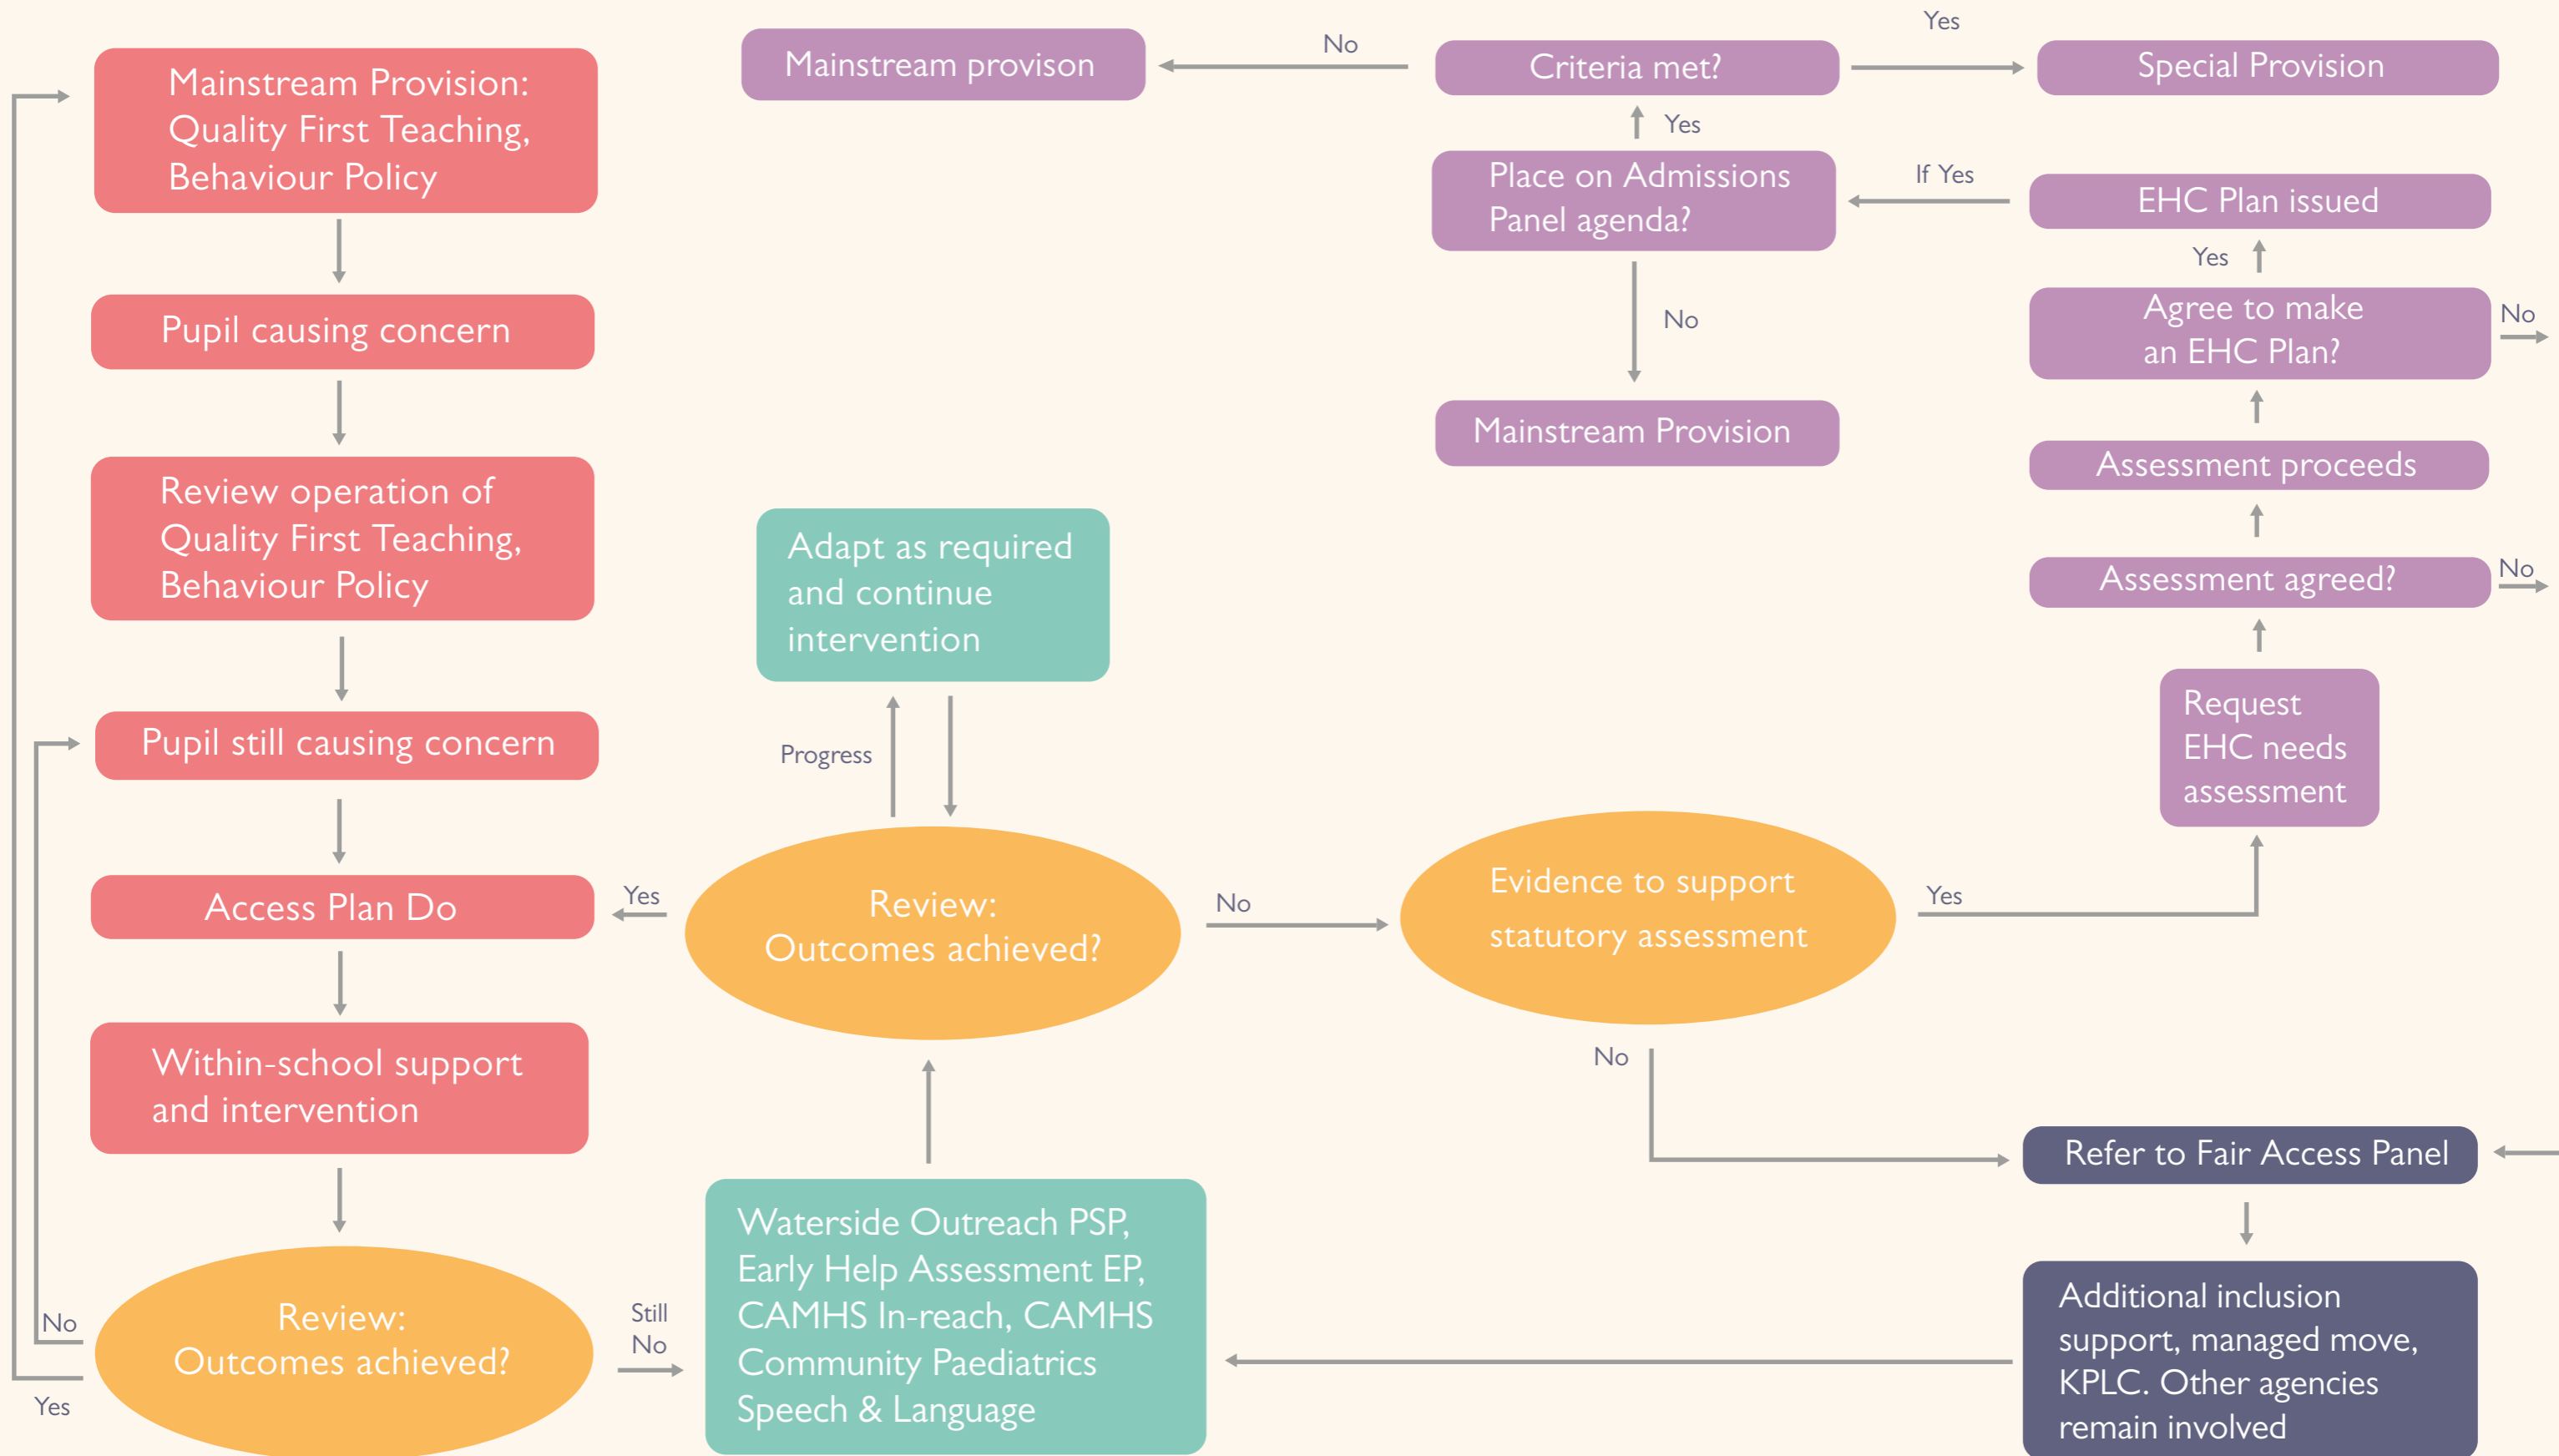 Mainstream Provision:
Quality First Teaching,
Behaviour Policy
Pupil causing concern
Review operation of
Quality First Teaching,
Behaviour Policy
Pupil still causing concern
Access Plan Do
Within-school support
and intervention
Review:
Outcomes achieved?
No
Yes
Still
No
Waterside Outreach PSP,
Early Help Assessment EP,
CAMHS In-reach, CAMHS
Community Paediatrics
Speech & Language
Review:
Outcomes achieved?
Yes
Progress
Adapt as required
and continue
intervention
No
Evidence to support
statutory assessment
Yes
No
Request
EHC needs
assessment
Assessment agreed?
No
Assessment proceeds
Agree to make
an EHC Plan?
No
Yes
EHC Plan issued
If Yes
Place on Admissions
Panel agenda?
No
Mainstream Provision
Yes
Criteria met?
No
Mainstream provison
Yes
Special Provision
Refer to Fair Access Panel
Additional inclusion
support, managed move,
KPLC. Other agencies
remain involved